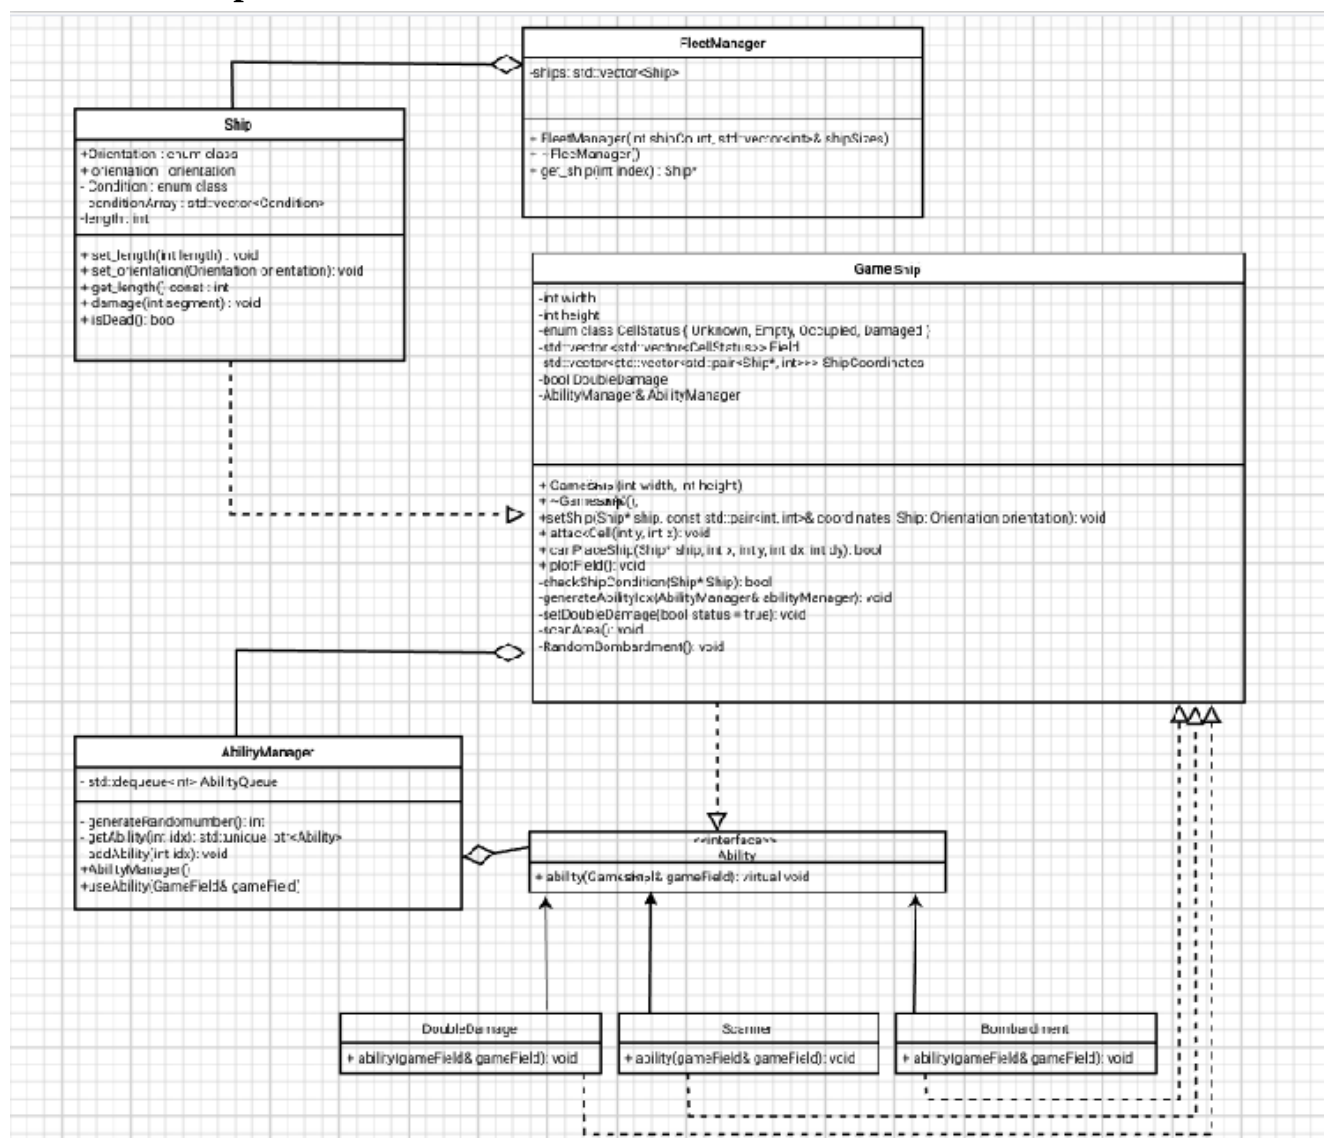 FleetManager
-ships: std::vector<Ship>
+ FleetManager(int shipCount, std::vector<int>& shipSizes)
+ ~FleeManager()
+ get_ship(int index) : Ship*
Ship
+Orientation : enum class
+ orientation : orientation
- Condition : enum class
conditionArray : std::vector<Condition>
-length : int
+ set_length(int length) : void
+ set_orientation(Orientation orientation): void
+ get_length() const : int
+ damage(int segment) : void
+ isDead(): boo
Gameship
-int width
-int height
-enum class CellStatus { Unknown, Empty, Occupied, Damaged }
-std::vector <std::vector<CellStatus>> Field
std::vector<std::vector<std::pair<Ship*, int>>> ShipCoordinates
-bool DoubleDamage
-AbilityManager& AbilityManager
+ Gameship(int width, int height)
+ ~Gameship();
+setShip(Ship* ship, const std::pair<int, int>& coordinates, Ship: Orientation orientation): void
+ attackCell(int y, int x): void
+ canPlaceShip(Ship* ship, int x, int y, int dx, int dy): bool
+ plotField(): void
-checkShipCondition(Ship* Ship): bool
-generateAbilityIdx(AbilityManager& abilityManager): void
-setDoubleDamage(bool status = true): void
-scanArea(): void
-RandomBombardment(): void
AbilityManager
- std::dequeue<int> AbilityQueue
- generateRandomumber(): int
- getAbility(int idx): std::unique_ptr<Ability>
addAbility(int idx): void
+AbilityManager()
+useAbility(GameField& gameField)
<<interface>>
Ability
+ ability(Gameship& gameField): virtual void
DoubleDamage
+ ability(gameField& gameField): void
Scanner
+ ability(gameField& gameField): void
Bombardment
+ ability(gameField& gameField): void